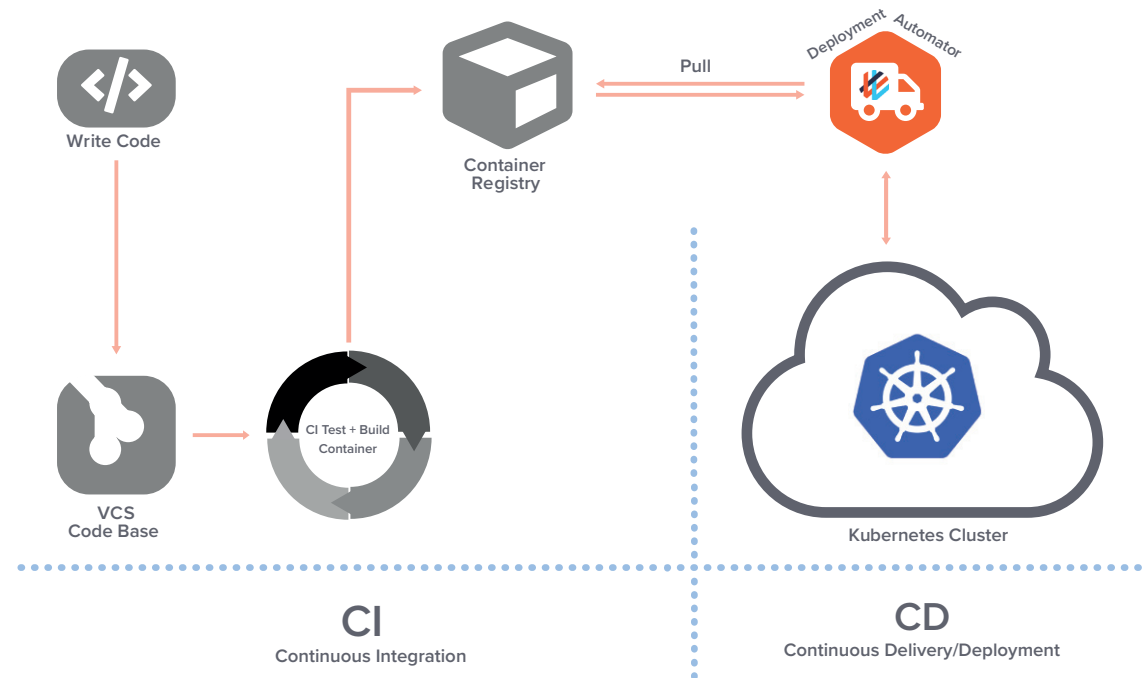 Write Code
VCS
Code Base
CI Test + Build
Container
Container
Registry
Pull
Deployment Automator
Kubernetes Cluster
CI
Continuous Integration
CD
Continuous Delivery/Deployment